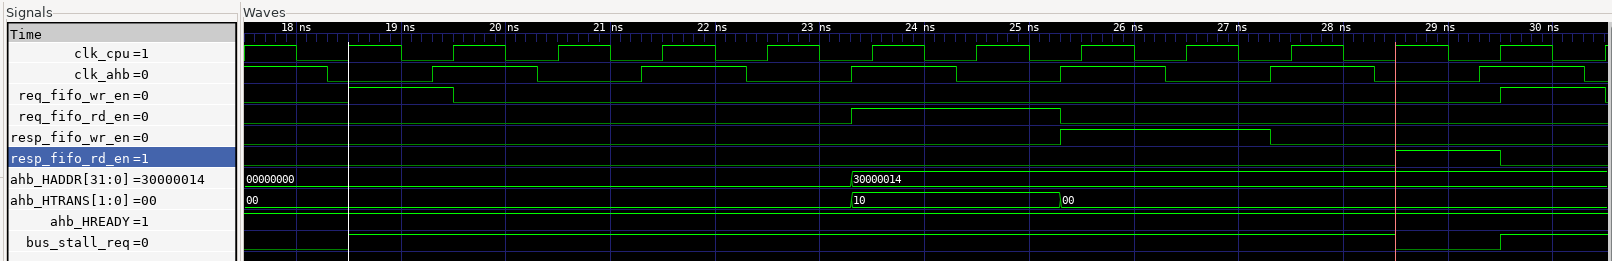 Signals
Waves
Time
18 ns 19 ns 20 ns 21 ns 22 ns 23 ns 24 ns 25 ns 26 ns 27 ns 28 ns 29 ns 30 ns
clk_cpu=1
clk_ahb=0
req_fifo_wr_en=0
req_fifo_rd_en=0
resp_fifo_wr_en=0
resp_fifo_rd_en=1
ahb_HADDR[31:0]=30000014 00000000 30000014
ahb_HTRANS[1:0]=00 00 10 00
ahb_HREADY=1
bus_stall_req=0